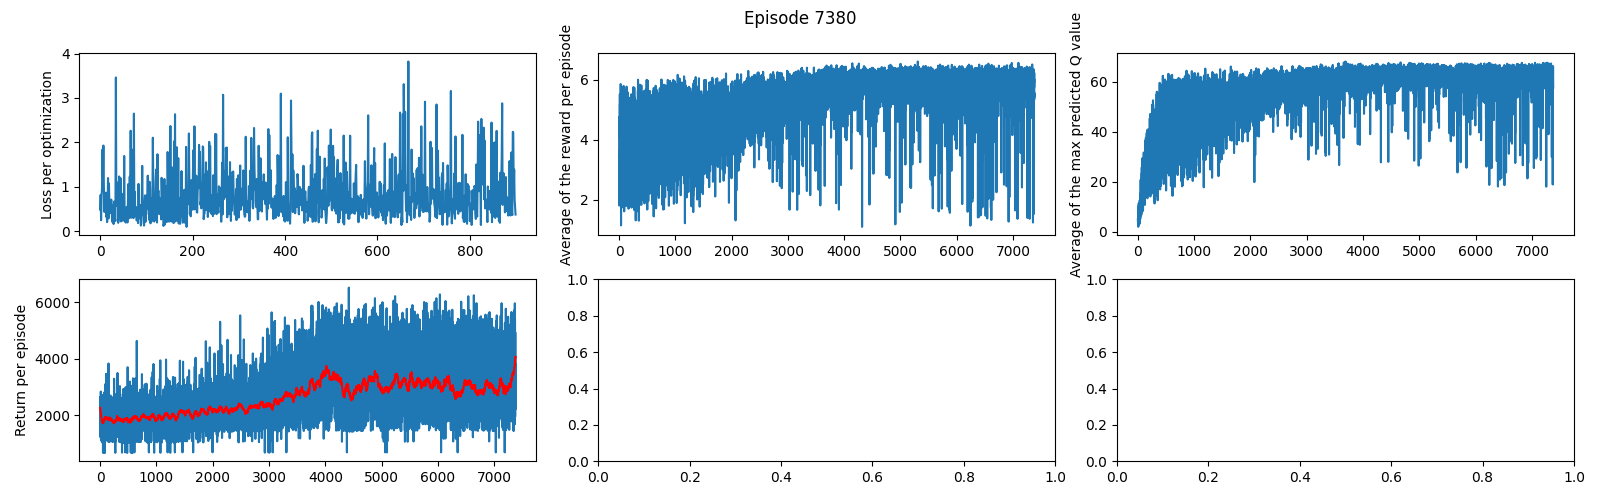 Episode 7380
Loss per optimization
4
3
2
1
0
0 200 400 600 800
Average of the reward per episode
6
4
2
0 1000 2000 3000 4000 5000 6000 7000
Average of the max predicted Q value
60
40
20
0
0 1000 2000 3000 4000 5000 6000 7000
Return per episode
6000
4000
2000
0 1000 2000 3000 4000 5000 6000 7000
1.0
0.8
0.6
0.4
0.2
0.0
0.0 0.2 0.4 0.6 0.8 1.0
1.0
0.8
0.6
0.4
0.2
0.0
0.0 0.2 0.4 0.6 0.8 1.0